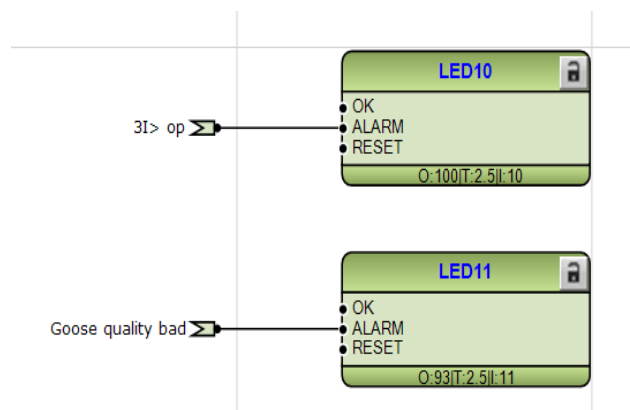 LED10
OK
3I> op
ALARM
RESET
O:100|T:2.5|I:10
LED11
OK
Goose quality bad
ALARM
RESET
O:93|T:2.5|I:11